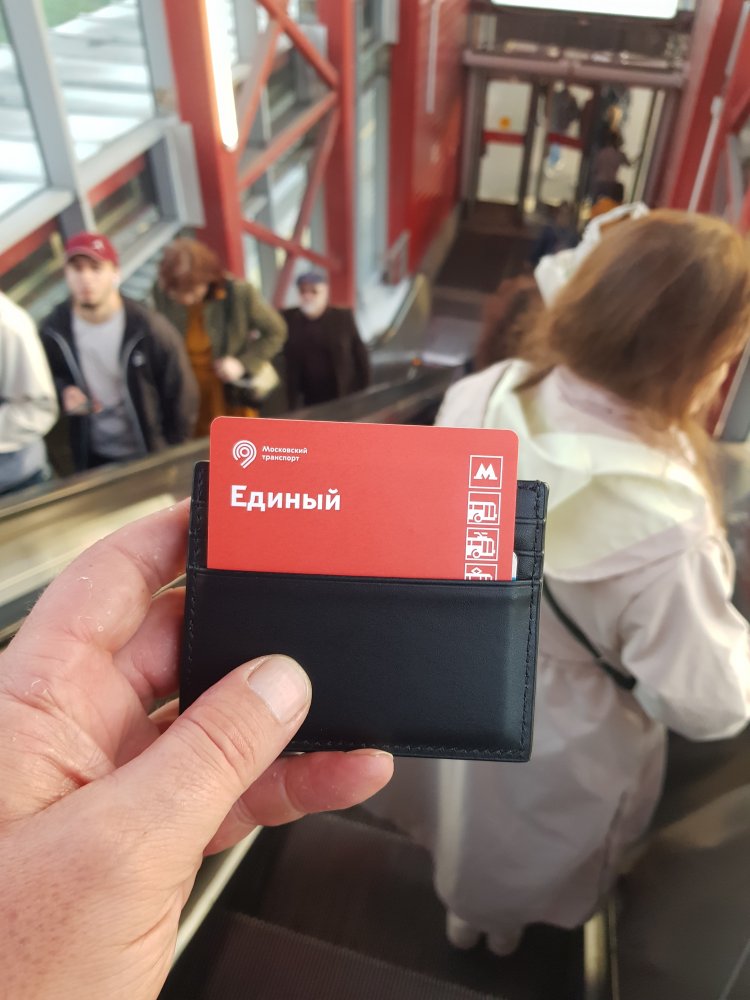 Московский
транспорт
Единый
М